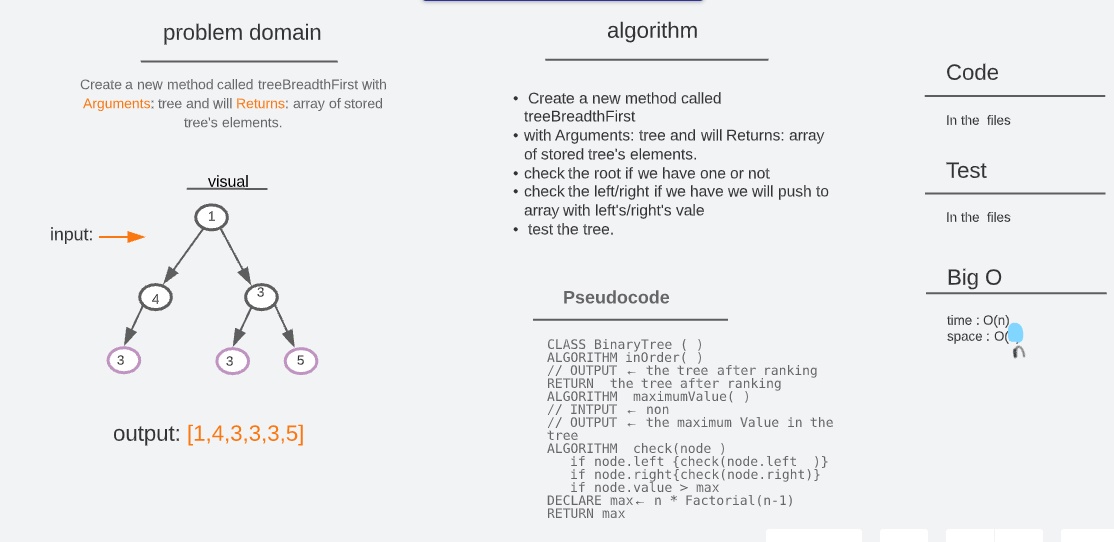 problem domain
Create a new method called treeBreadthFirst with
Arguments: tree and will Returns: array of stored
tree's elements.
visual
input:
1
4
3
3
3
5
output: [1,4,3,3,3,5]
algorithm
• Create a new method called
treeBreadthFirst
• with Arguments: tree and will Returns: array
of stored tree's elements.
• check the root if we have one or not
• check the left/right if we have we will push to
array with left's/right's vale
• test the tree.
Pseudocode
CLASS BinaryTree ( )
ALGORITHM inOrder( )
// OUTPUT ← the tree after ranking
RETURN  the tree after ranking
ALGORITHM  maximumValue( )
// INTPUT ← non
// OUTPUT ← the maximum Value in the
tree
ALGORITHM  check(node )
if node.left {check(node.left  )}
if node.right{check(node.right)}
if node.value > max
DECLARE max← n * Factorial(n-1)
RETURN max
Code
In the  files
Test
In the  files
Big O
time : O(n)
space : O(